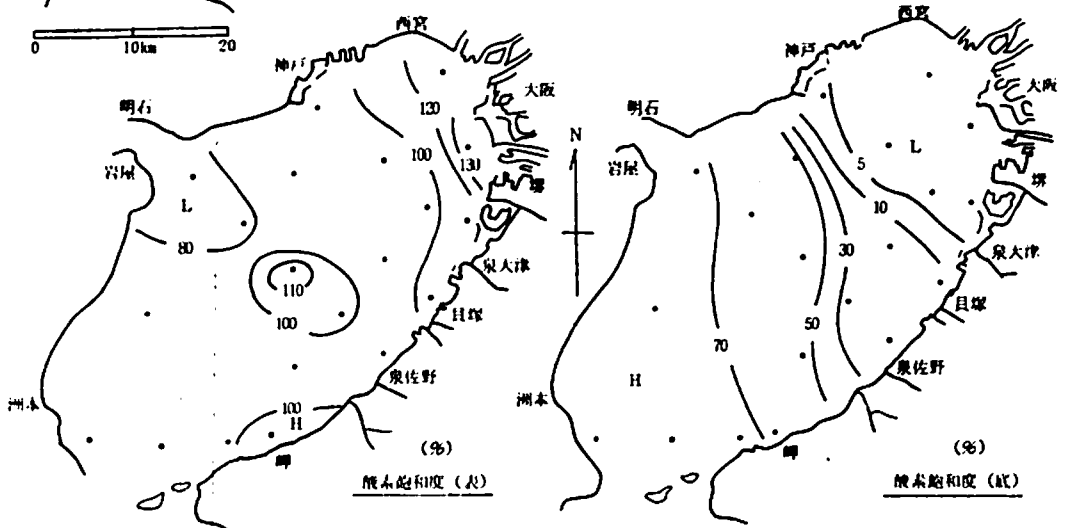 0 10km 20
西宮
神戸
明石
大阪
120
100
130
岩屋
L
80
堺
110
100
泉大津
貝塚
泉佐野
洲本
100
H
岬
(%)
酸素飽和度(表)
N
西宮
神戸
明石
大阪
5
L
岩屋
堺
10
30
泉大津
貝塚
50
70
泉佐野
H
洲本
岬
(%)
酸素飽和度(底)